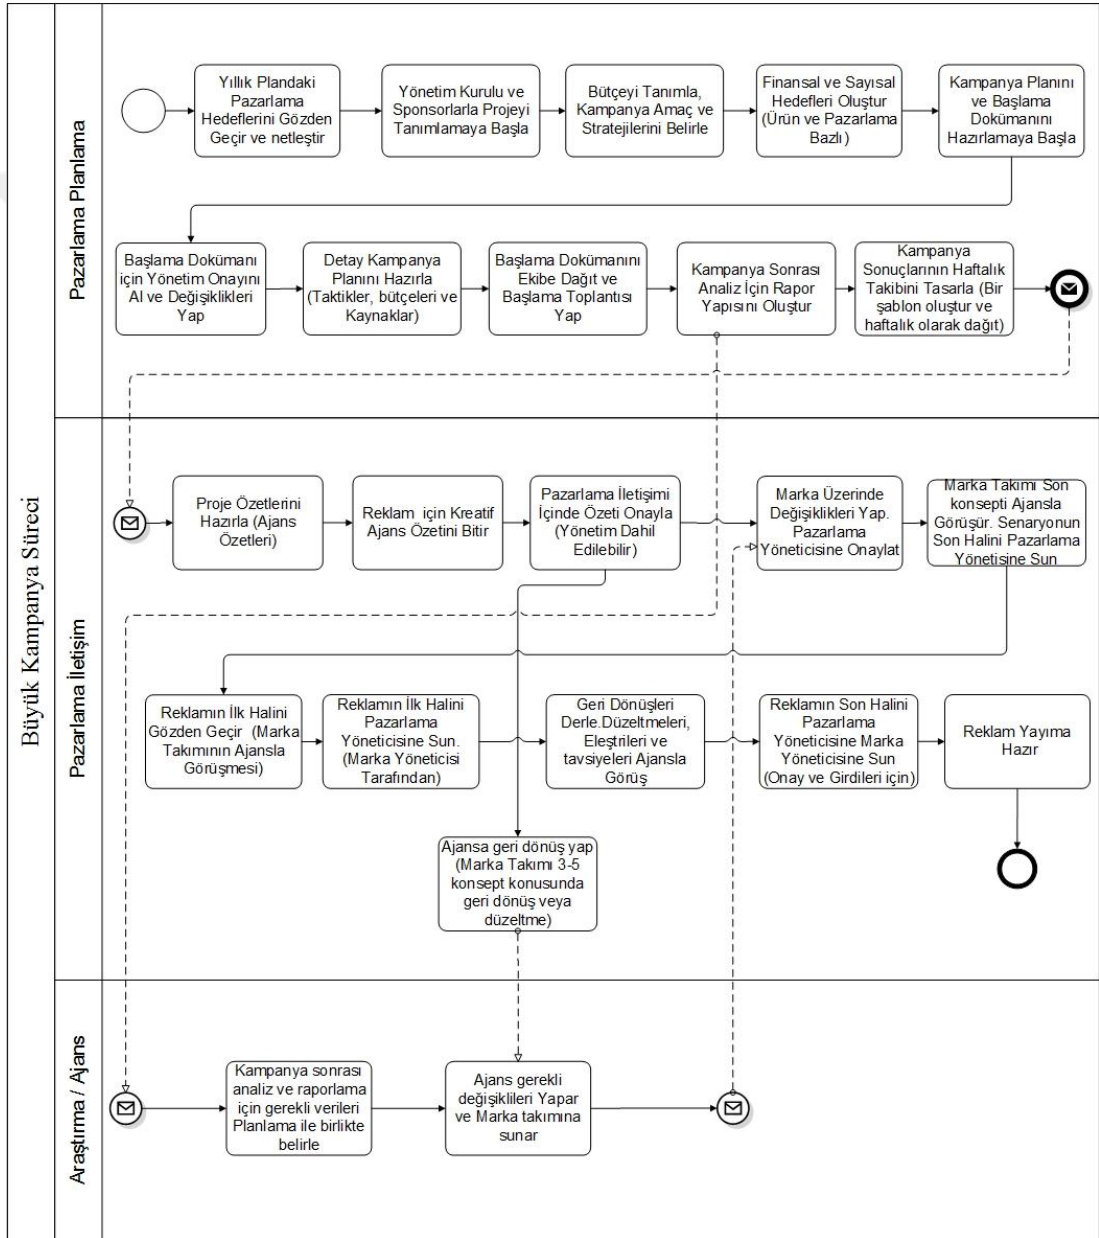 Büyük Kampanya Süreci
Pazarlama Planlama
Yıllık Plandaki
Pazarlama
Hedeflerini Gözden
Geçir ve netleştir
Yönetim Kurulu ve
Sponsorlarla Projeyi
Tanımlamaya Başla
Bütçeyi Tanımla,
Kampanya Amaç ve
Stratejilerini Belirle
Finansal ve Sayısal
Hedefleri Oluştur
(Ürün ve Pazarlama
Bazlı)
Kampanya Planını
ve Başlama
Dokümanını
Hazırlamaya Başla
Başlama Dokümanı
için Yönetim Onayını
Al ve Değişiklikleri
Yap
Detay Kampanya
Planını Hazırla
(Taktikler, bütçeleri ve
Kaynaklar)
Başlama Dokümanını
Ekibe Dağıt ve
Başlama Toplantısı
Yap
Kampanya Sonrası
Analiz İçin Rapor
Yapısını Oluştur
Kampanya
Sonuçlarının Haftalık
Takibini Tasarla (Bir
şablon oluştur ve
haftalık olarak dağıt)
Pazarlama İletişim
Proje Özetlerini
Hazırla (Ajans
Özetleri)
Reklam için Kreatif
Ajans Özetini Bitir
Pazarlama İletişimi
İçinde Özeti Onayla
(Yönetim Dahil
Edilebilir)
Marka Üzerinde
Değişiklikleri Yap.
Pazarlama
Yöneticisine Onaylat
Marka Takımı Son
konsepti Ajansla
Görüşür. Senaryonun
Son Halini Pazarlama
Yönetisine Sun
Reklamın İlk Halini
Gözden Geçir (Marka
Takımının Ajansla
Görüşmesi)
Reklamın İlk Halini
Pazarlama
Yöneticisine Sun.
(Marka Yöneticisi
Tarafından)
Geri Dönüşleri
Derle.Düzeltmeleri,
Eleştrileri ve
tavsiyeleri Ajansla
Görüş
Reklamın Son Halini
Pazarlama
Yöneticine Marka
Yöneticisine Sun
(Onay ve Girdileri için)
Reklam Yayıma
Hazır
Ajansa geri dönüş yap
(Marka Takımı 3-5
konsept konusunda
geri dönüş veya
düzeltme)
Araştırma / Ajans
Kampanya sonrası
analiz ve raporlama
için gerekli verileri
Planlama ile birlikte
belirle
Ajans gerekli
değişiklileri Yapar
ve Marka takımına
sunar